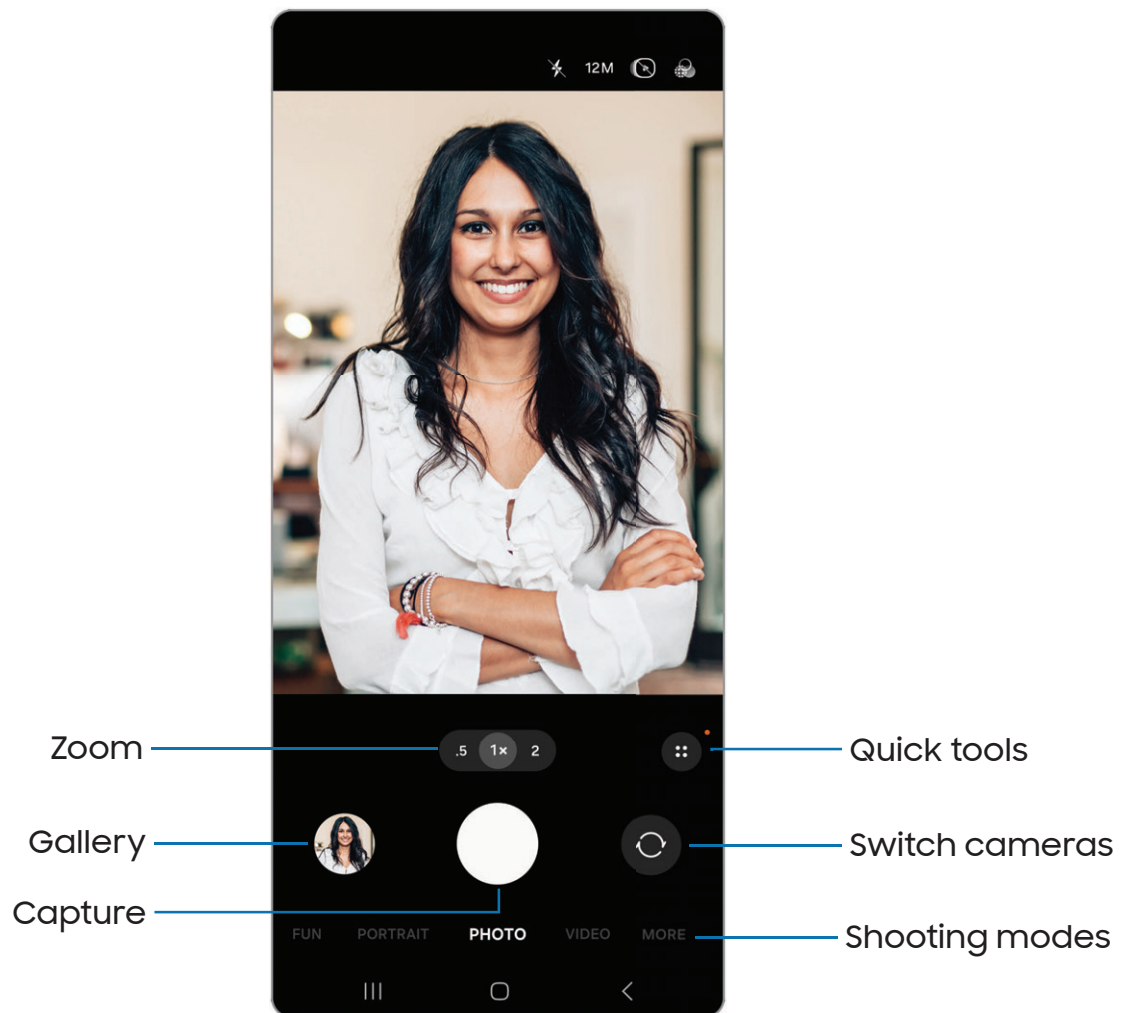 12M
Zoom
.5 1× 2
Quick tools
Gallery
Switch cameras
Capture
FUN PORTRAIT PHOTO VIDEO MORE
Shooting modes